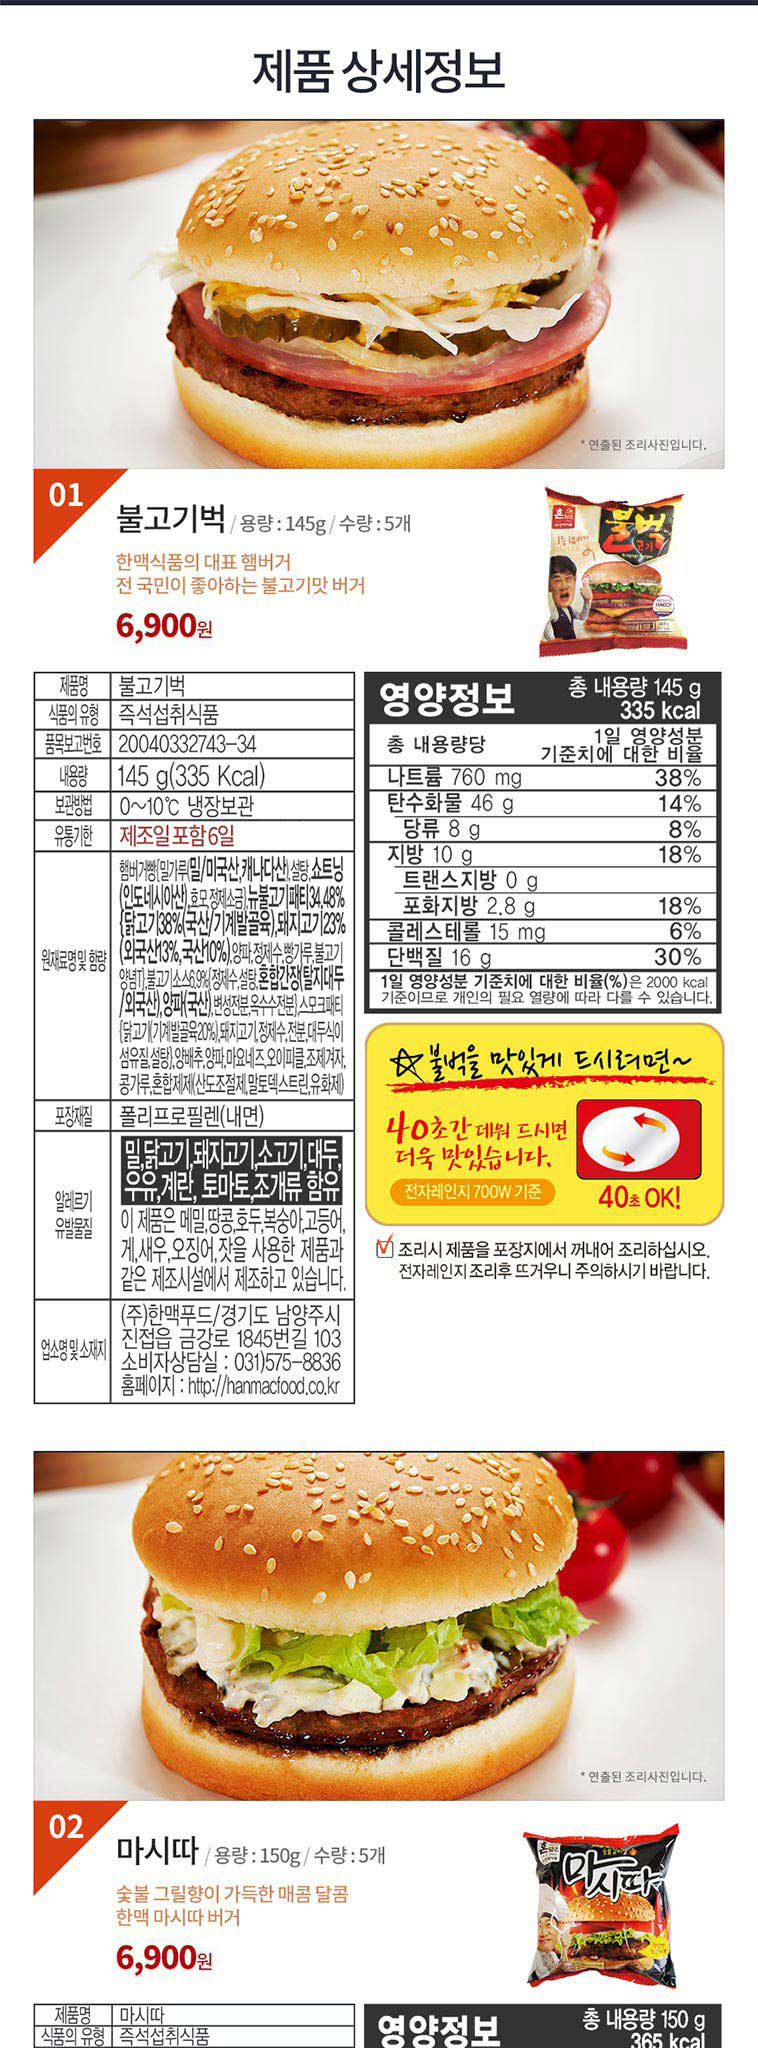 제품 상세정보
* 연출된 조리사진입니다.
01
불고기벅 / 용량 : 145g / 수량 : 5개
한맥식품의 대표 햄버거
전 국민이 좋아하는 불고기맛 버거
6,900원
불벅
고기
제품명 불고기벅
식품의 유형 즉석섭취식품
품목보고번호 20040332743-34
내용량 145 g(335 Kcal)
보관방법 0~10℃ 냉장보관
유통기한 제조일 포함 6일
원재료명 및 함량
햄버거빵{밀가루(밀/미국산,캐나다산),설탕,쇼트닝
(인도네시아산),효모,정제소금},뉴불고기패티34.48%
{닭고기38%(국산/기계발골육),돼지고기23%
(외국산13%,국산10%),양파,정제수,빵가루,불고기
양념T},불고기소스6.9%{정제수,설탕,혼합간장(탈지대두
/외국산),양파(국산),변성전분,옥수수전분},스모크패티
{닭고기(기계발골육20%),돼지고기,정제수,전분,대두식이
섬유질,설탕},양배추,양파,마요네즈,오이피클,조제겨자,
콩가루,혼합제제(산도조절제,말토덱스트린,유화제)
포장재질 폴리프로필렌(내면)
알레르기
유발물질
밀,닭고기,돼지고기,소고기,대두,
우유,계란, 토마토,조개류 함유
이 제품은 메밀,땅콩,호두,복숭아,고등어,
게,새우,오징어,잣을 사용한 제품과
같은 제조시설에서 제조하고 있습니다.
업소명 및 소재지
(주)한맥푸드/경기도 남양주시
진접읍 금강로 1845번길 103
소비자상담실 : 031)575-8836
홈페이지 : http://hanmacfood.co.kr
영양정보 총 내용량 145 g
335 kcal
총 내용량당 1일 영양성분
기준치에 대한 비율
나트륨 760 mg 38%
탄수화물 46 g 14%
당류 8 g 8%
지방 10 g 18%
트랜스지방 0 g
포화지방 2.8 g 18%
콜레스테롤 15 mg 6%
단백질 16 g 30%
1일 영양성분 기준치에 대한 비율(%)은 2000 kcal
기준이므로 개인의 필요 열량에 따라 다를 수 있습니다.
불벅을 맛있게 드시려면~
40초간 데워 드시면
더욱 맛있습니다.
전자레인지 700W 기준
40초 OK!
조리시 제품을 포장지에서 꺼내어 조리하십시오.
전자레인지 조리후 뜨거우니 주의하시기 바랍니다.
* 연출된 조리사진입니다.
02
마시따 / 용량 : 150g / 수량 : 5개
숯불 그릴향이 가득한 매콤 달콤
한맥 마시따 버거
6,900원
마시따
제품명 마시따
식품의 유형 즉석섭취식품
영양정보 총 내용량 150 g
365 kcal